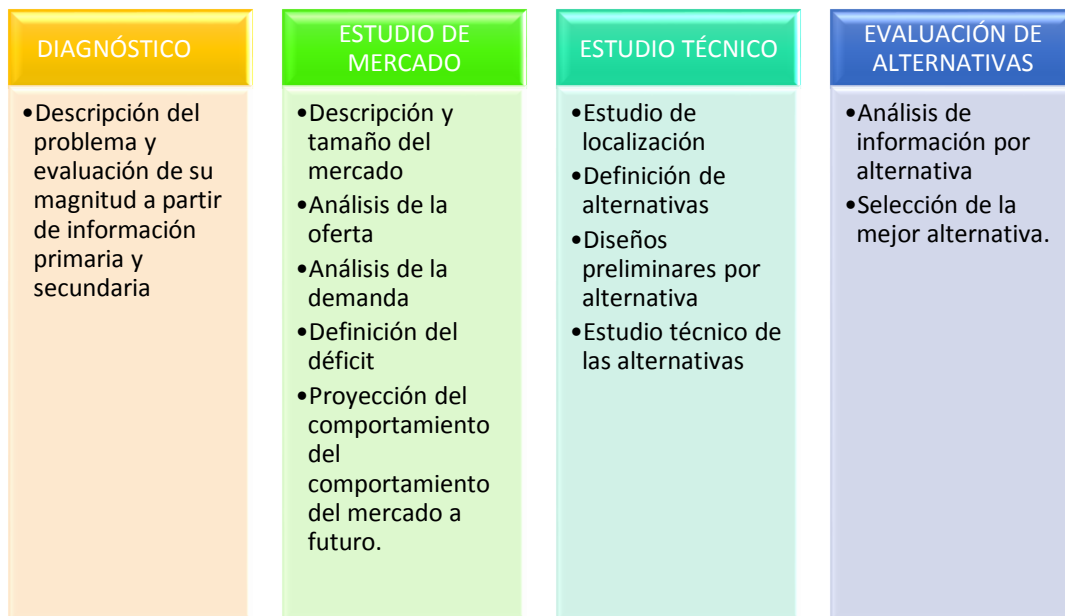 DIAGNÓSTICO
•Descripción del
problema y
evaluación de su
magnitud a partir
de información
primaria y
secundaria
ESTUDIO DE
MERCADO
•Descripción y
tamaño del
mercado
•Análisis de la
oferta
•Análisis de la
demanda
•Definición del
déficit
•Proyección del
comportamiento
del
comportamiento
del mercado a
futuro.
ESTUDIO TÉCNICO
•Estudio de
localización
•Definición de
alternativas
•Diseños
preliminares por
alternativa
•Estudio técnico de
las alternativas
EVALUACIÓN DE
ALTERNATIVAS
•Análisis de
información por
alternativa
•Selección de la
mejor alternativa.